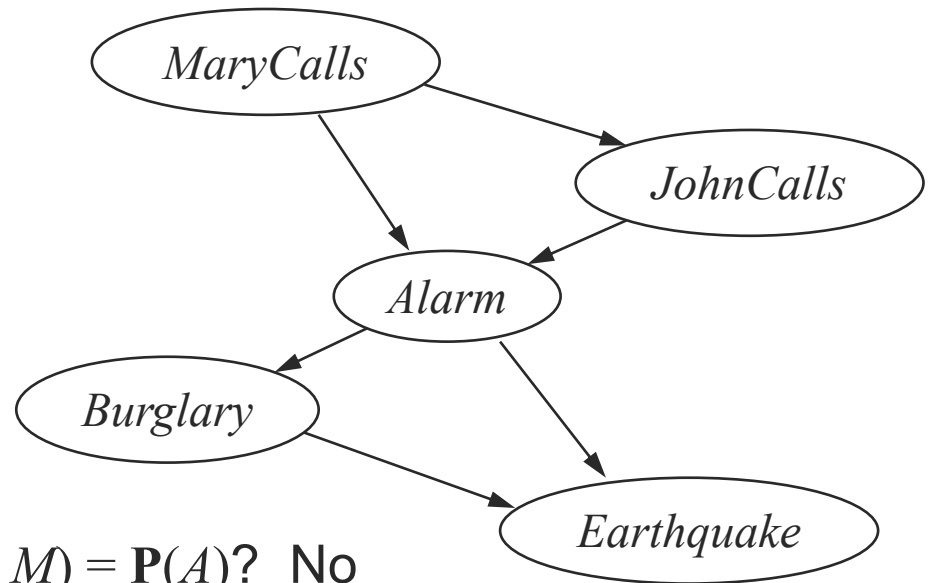 MaryCalls
JohnCalls
Alarm
Burglary
Earthquake
M) = P(A)? No